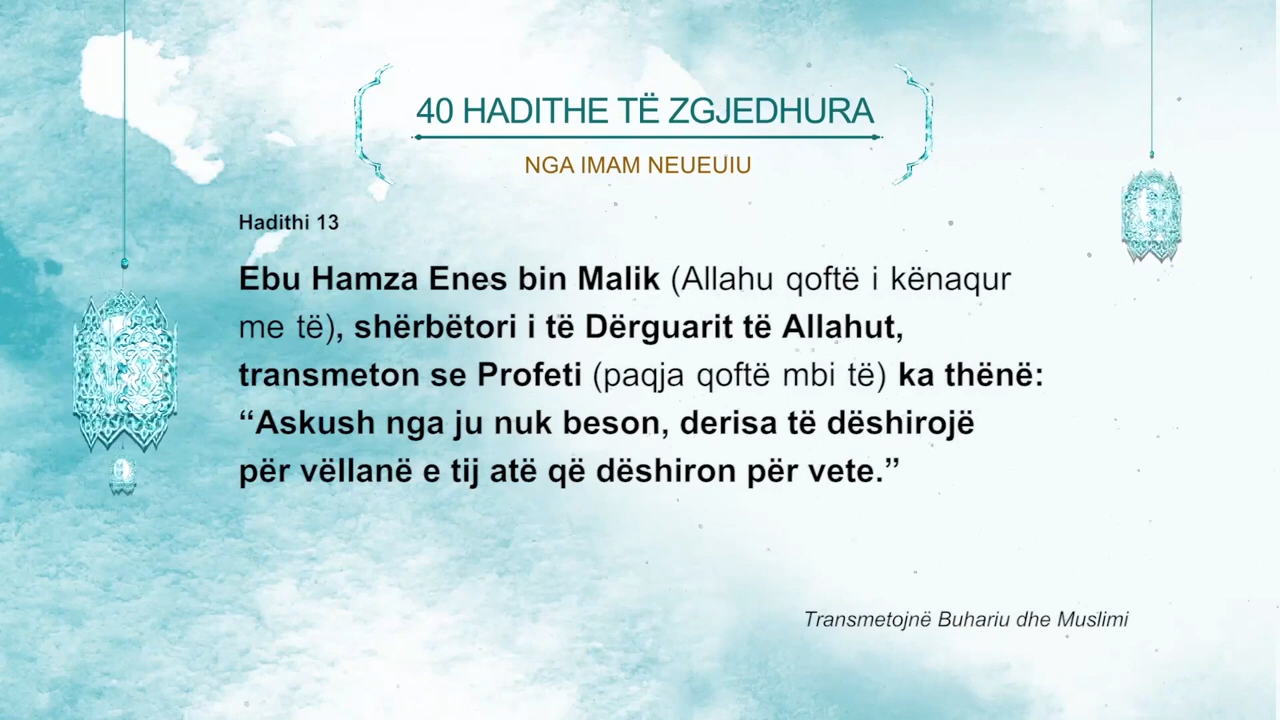 40 HADITHE TË ZGJEDHURA
NGA IMAM NEUEUIU
Hadithi 13
Ebu Hamza Enes bin Malik (Allahu qoftë i kënaqur
me të), shërbëtori i të Dërguarit të Allahut,
transmeton se Profeti (paqja qoftë mbi të) ka thënë:
“Askush nga ju nuk beson, derisa të dëshirojë
për vëllanë e tij atë që dëshiron për vete.”
Transmetojnë Buhariu dhe Muslimi